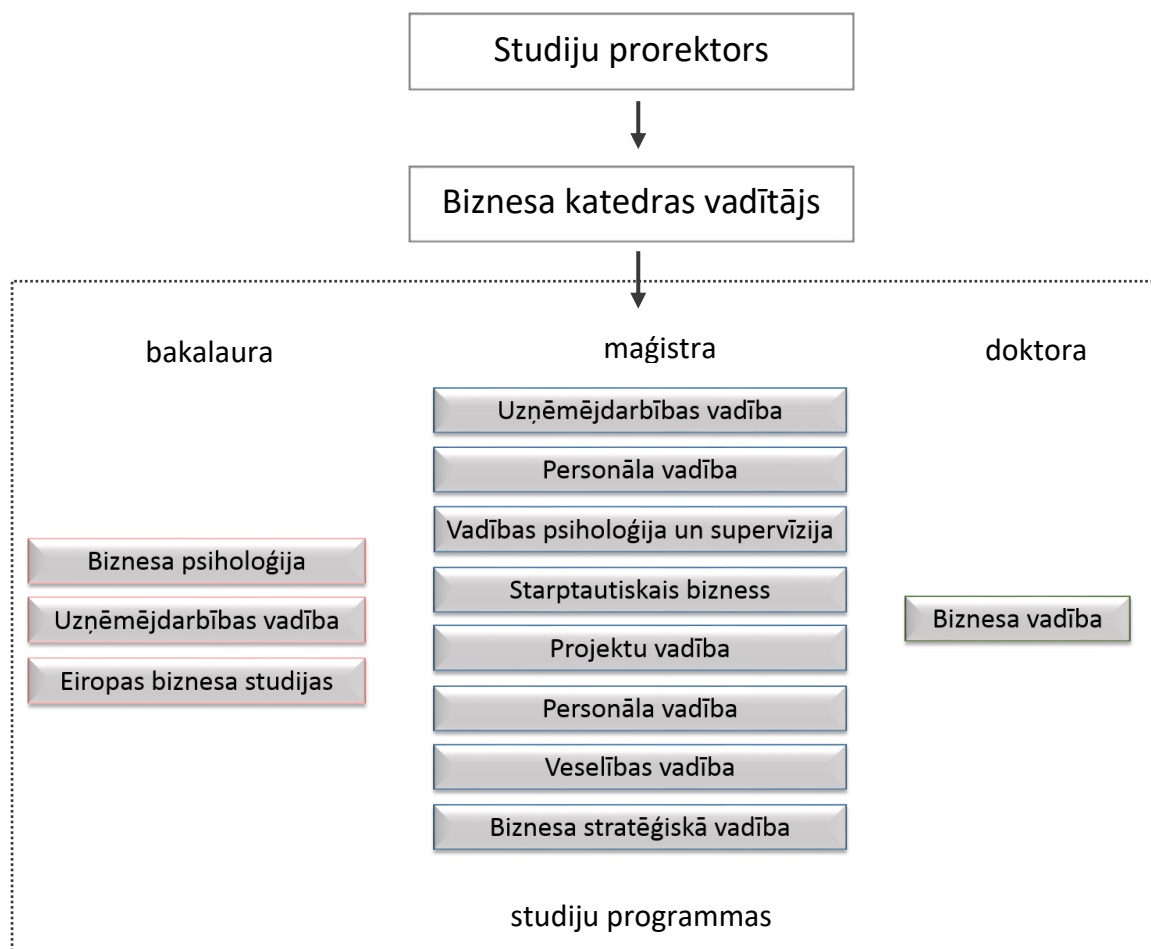 Studiju prorektors
Biznesa katedras vadītājs
bakalaura
Biznesa psiholoģija
Uzņēmējdarbības vadība
Eiropas biznesa studijas
maģistra
Uzņēmējdarbības vadība
Personāla vadība
Vadības psiholoģija un supervīzija
Starptautiskais bizness
Projektu vadība
Personāla vadība
Veselības vadība
Biznesa stratēģiskā vadība
doktora
Biznesa vadība
studiju programmas